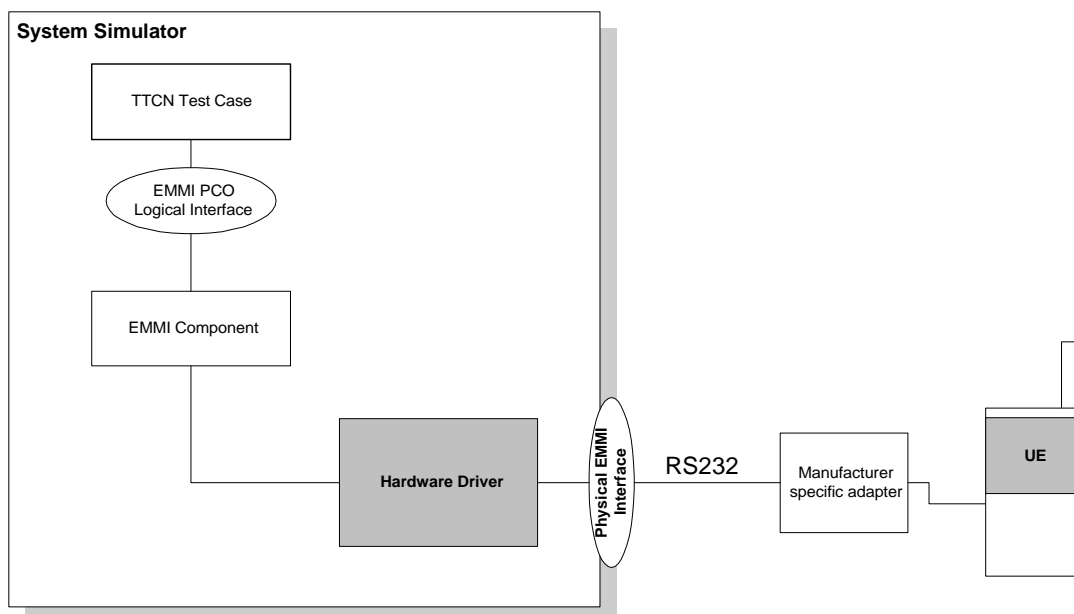 System Simulator
TTCN Test Case
EMMI PCO
Logical Interface
EMMI Component
Hardware Driver
Physical EMMI
Interface
RS232
Manufacturer
specific adapter
UE